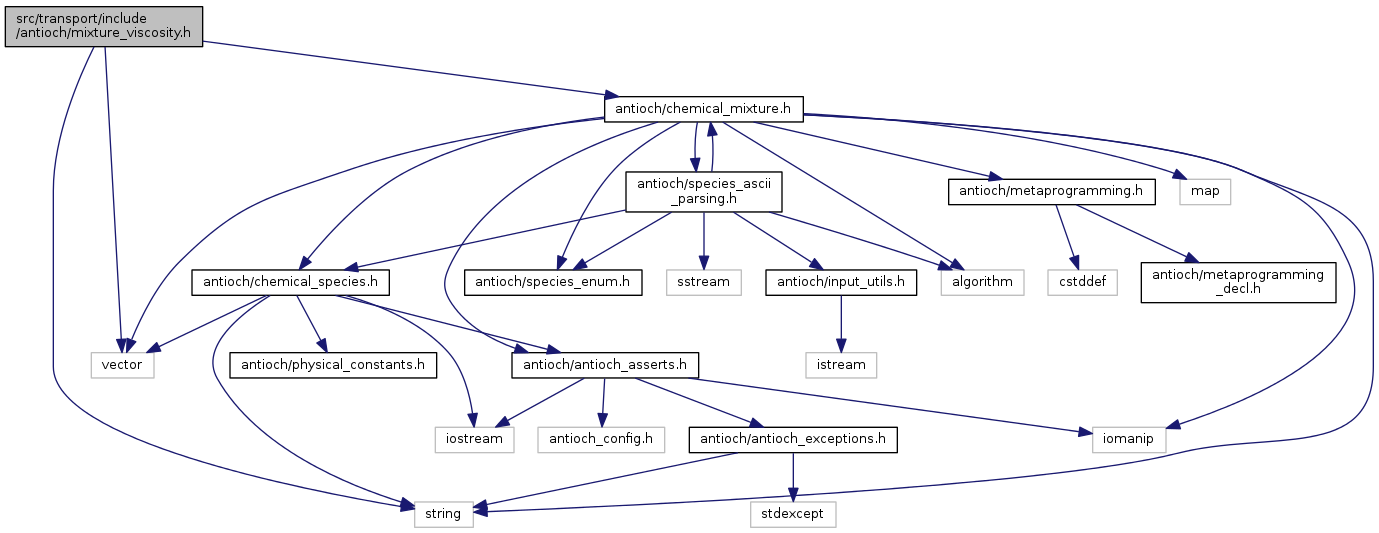 src/transport/include
/antioch/mixture_viscosity.h
antioch/chemical_mixture.h
antioch/species_ascii
_parsing.h
antioch/metaprogramming.h
map
antioch/chemical_species.h
antioch/species_enum.h
sstream
antioch/input_utils.h
algorithm
cstddef
antioch/metaprogramming
_decl.h
vector
antioch/physical_constants.h
antioch/antioch_asserts.h
istream
iostream
antioch_config.h
antioch/antioch_exceptions.h
iomanip
string
stdexcept